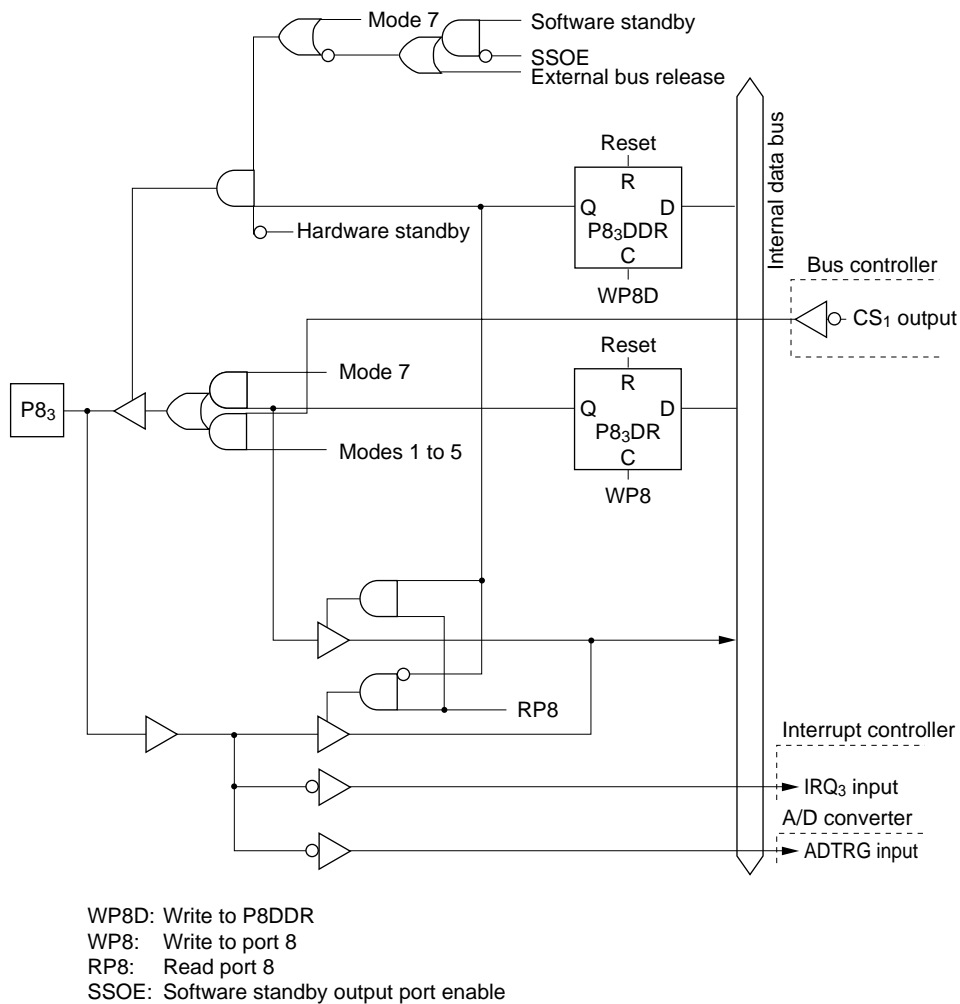 Mode 7
Software standby
SSOE
External bus release
Internal data bus
Reset
R
Q D
P8₃DDR
C
WP8D
Hardware standby
Bus controller
CS₁ output
Reset
R
Q D
P8₃DR
C
WP8
Mode 7
P8₃
Modes 1 to 5
RP8
Interrupt controller
IRQ₃ input
A/D converter
ADTRG input
WP8D: Write to P8DDR
WP8: Write to port 8
RP8: Read port 8
SSOE: Software standby output port enable